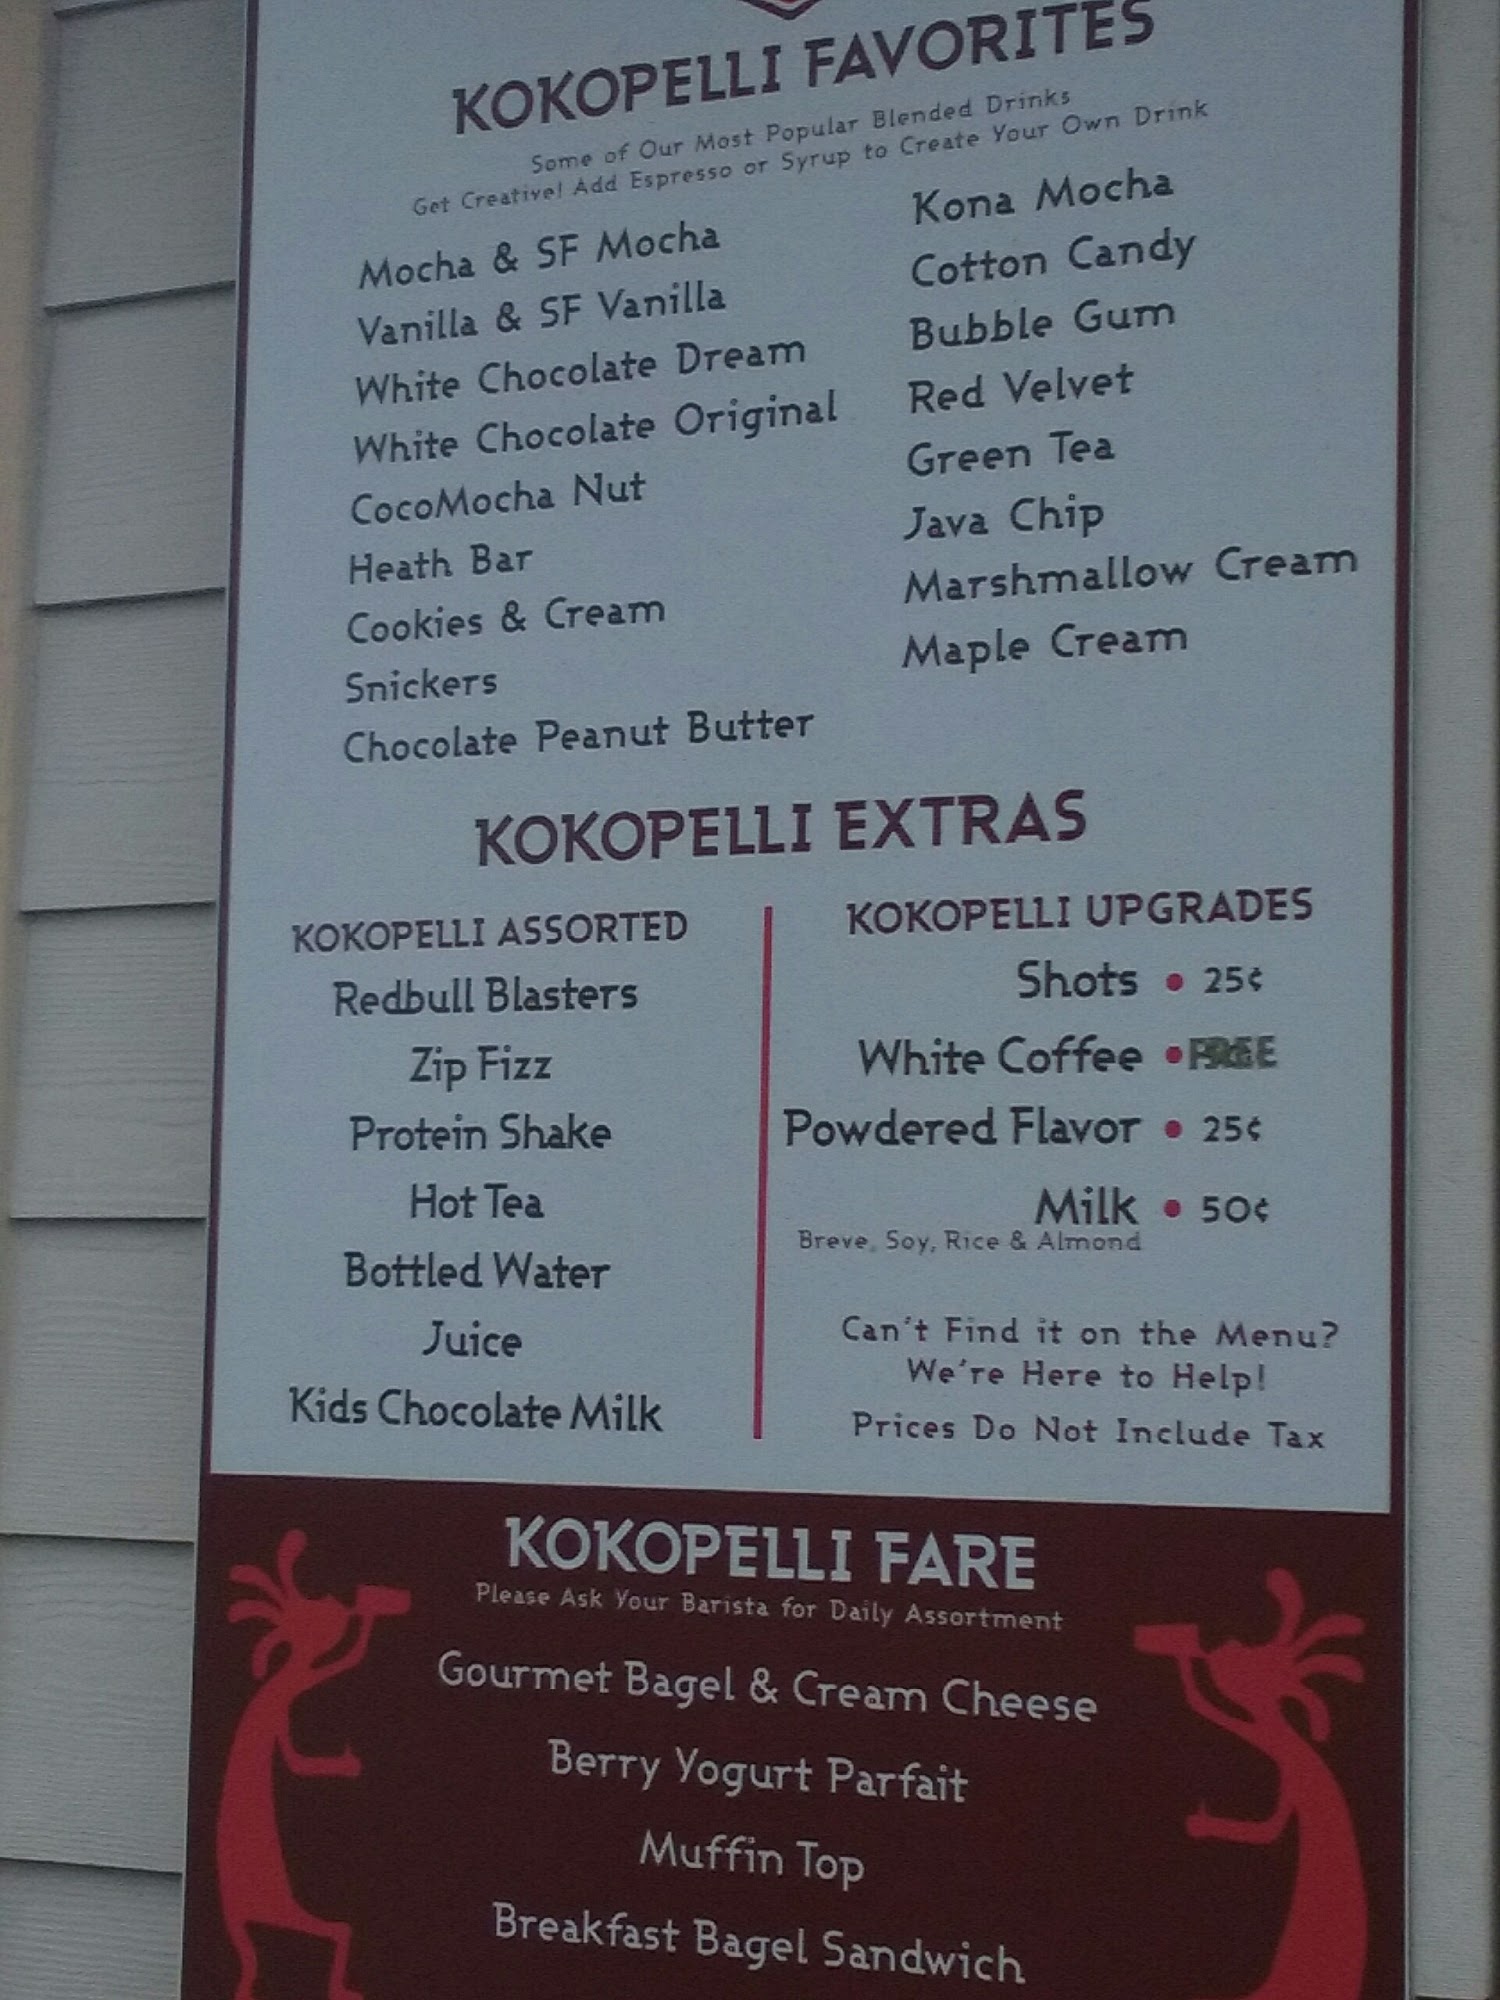 KOKOPELLI FAVORITES
Some of Our Most Popular Blended Drinks
Get Creative! Add Espresso or Syrup to Create Your Own Drink
Mocha & SF Mocha
Vanilla & SF Vanilla
White Chocolate Dream
White Chocolate Original
CocoMocha Nut
Heath Bar
Cookies & Cream
Snickers
Chocolate Peanut Butter
Kona Mocha
Cotton Candy
Bubble Gum
Red Velvet
Green Tea
Java Chip
Marshmallow Cream
Maple Cream
KOKOPELLI EXTRAS
KOKOPELLI ASSORTED
Redbull Blasters
Zip Fizz
Protein Shake
Hot Tea
Bottled Water
Juice
Kids Chocolate Milk
KOKOPELLI UPGRADES
Shots • 25¢
White Coffee • FREE
Powdered Flavor • 25¢
Milk • 50¢
Breve, Soy, Rice & Almond
Can't Find it on the Menu?
We're Here to Help!
Prices Do Not Include Tax
KOKOPELLI FARE
Please Ask Your Barista for Daily Assortment
Gourmet Bagel & Cream Cheese
Berry Yogurt Parfait
Muffin Top
Breakfast Bagel Sandwich